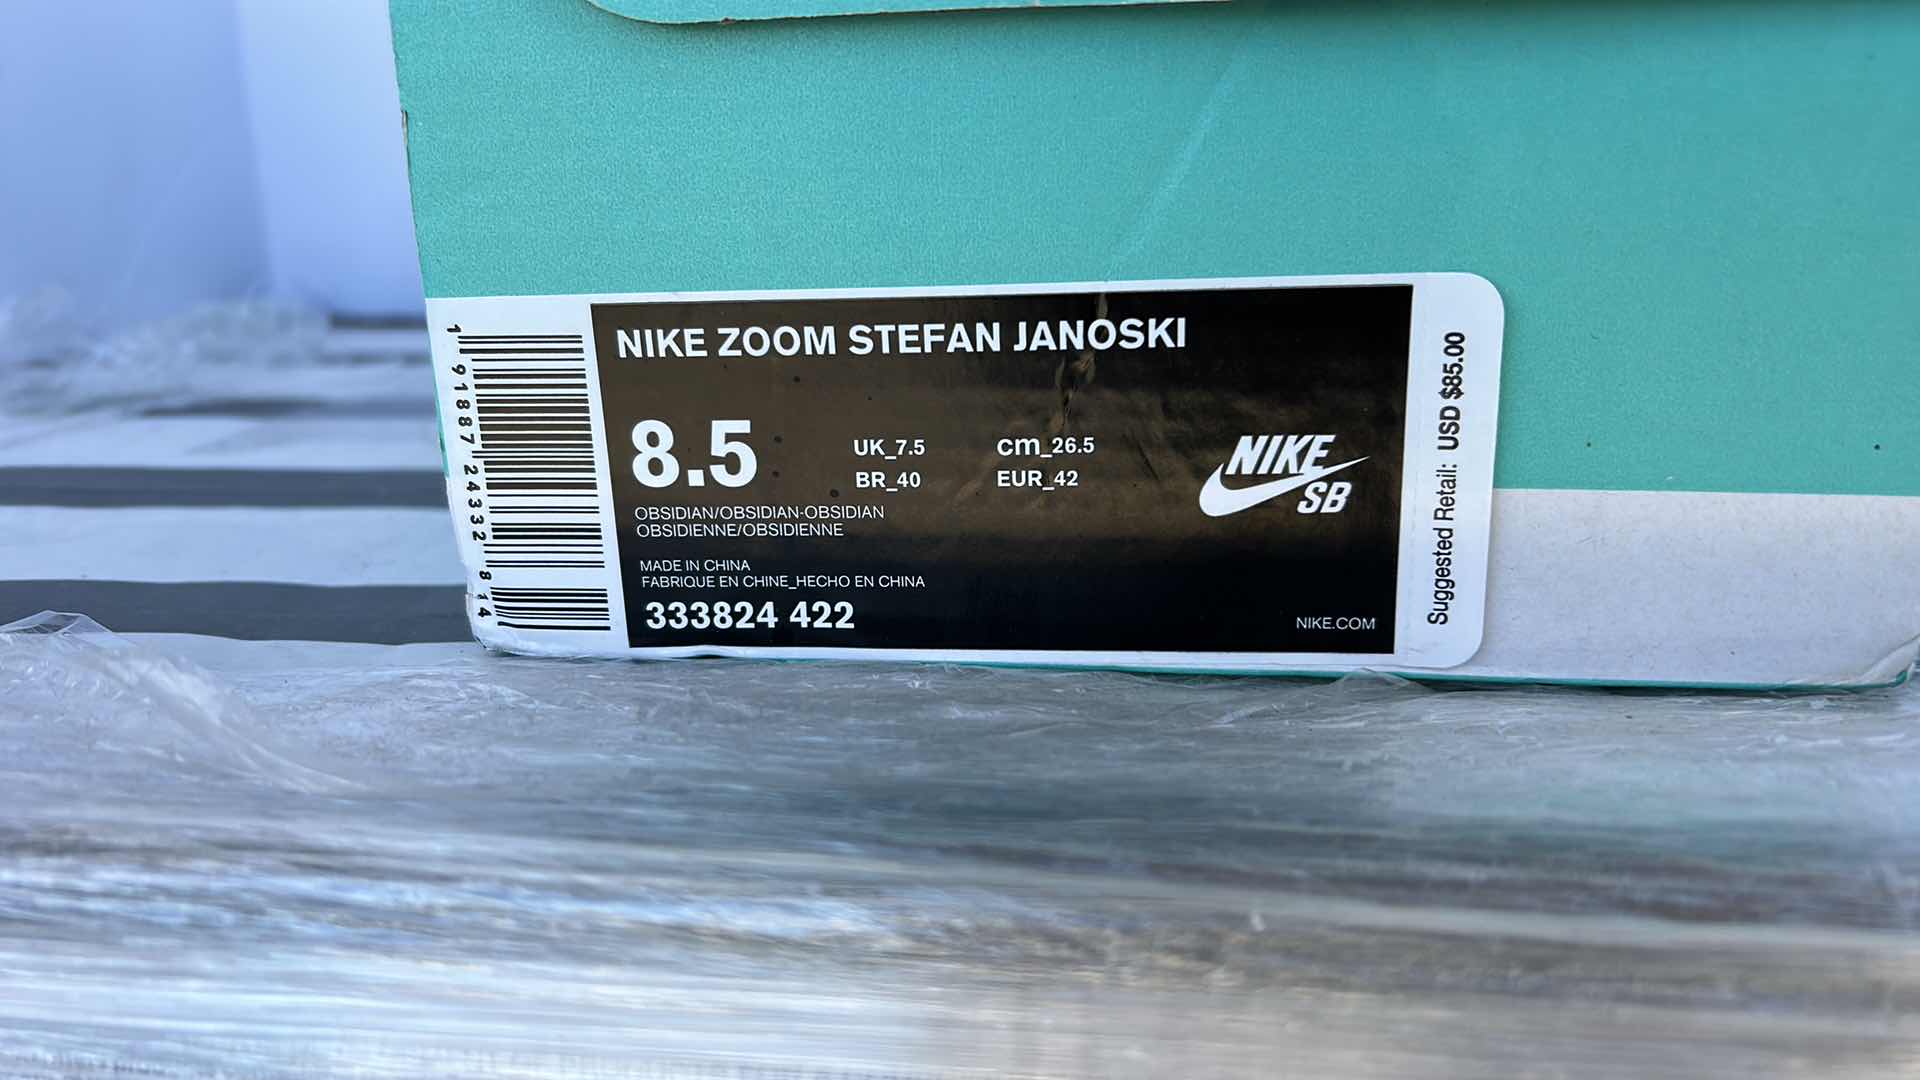 NIKE ZOOM STEFAN JANOSKI
8.5
UK_7.5 cm_26.5
BR_40 EUR_42
OBSIDIAN/OBSIDIAN-OBSIDIAN
OBSIDIENNE/OBSIDIENNE
MADE IN CHINA
FABRIQUE EN CHINE_HECHO EN CHINA
333824 422
NIKE
SB
NIKE.COM
Suggested Retail: USD $85.00
1 91887 24332 8 14